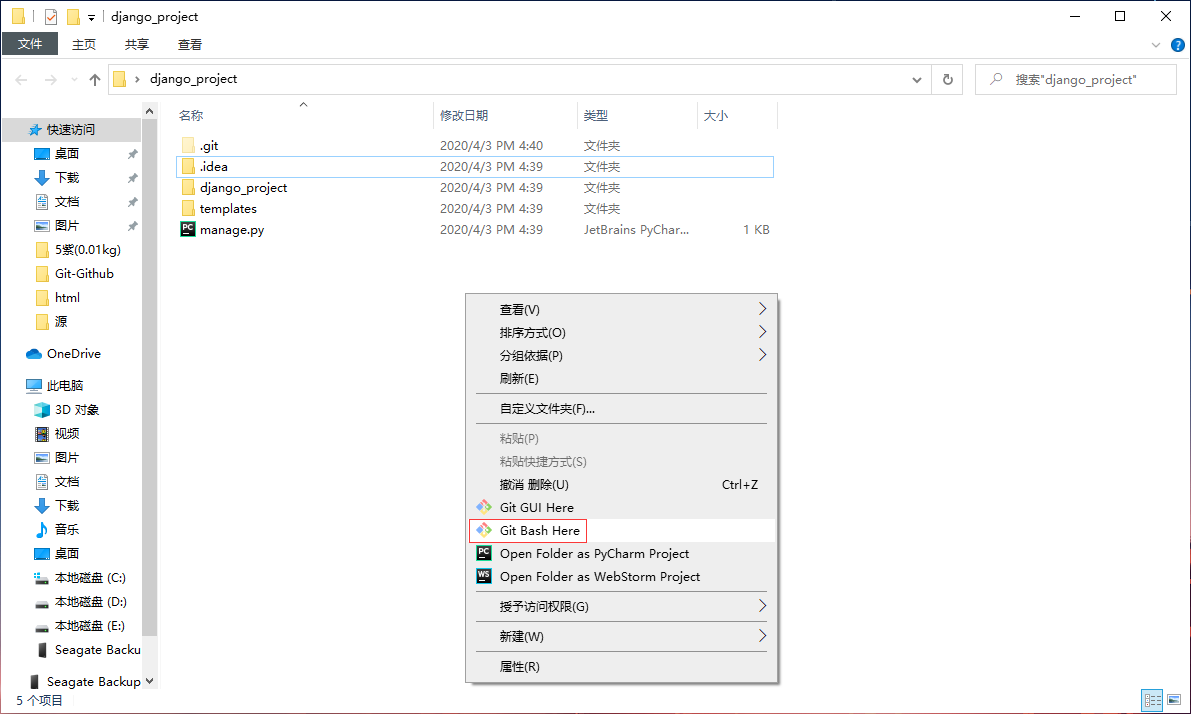 django_project
文件 主页 共享 查看
django_project
搜索"django_project"
名称 修改日期 类型 大小
.git 2020/4/3 PM 4:40 文件夹
.idea 2020/4/3 PM 4:39 文件夹
django_project 2020/4/3 PM 4:39 文件夹
templates 2020/4/3 PM 4:39 文件夹
manage.py 2020/4/3 PM 4:39 JetBrains PyChar... 1 KB
快速访问
桌面
下载
文档
图片
5紫(0.01kg)
Git-Github
html
源
OneDrive
此电脑
3D 对象
视频
图片
文档
下载
音乐
桌面
本地磁盘 (C:)
本地磁盘 (D:)
本地磁盘 (E:)
Seagate Backu
Seagate Backup
查看(V)
排序方式(O)
分组依据(P)
刷新(E)
自定义文件夹(F)...
粘贴(P)
粘贴快捷方式(S)
撤消 删除(U) Ctrl+Z
Git GUI Here
Git Bash Here
PC Open Folder as PyCharm Project
WS Open Folder as WebStorm Project
授予访问权限(G)
新建(W)
属性(R)
5 个项目